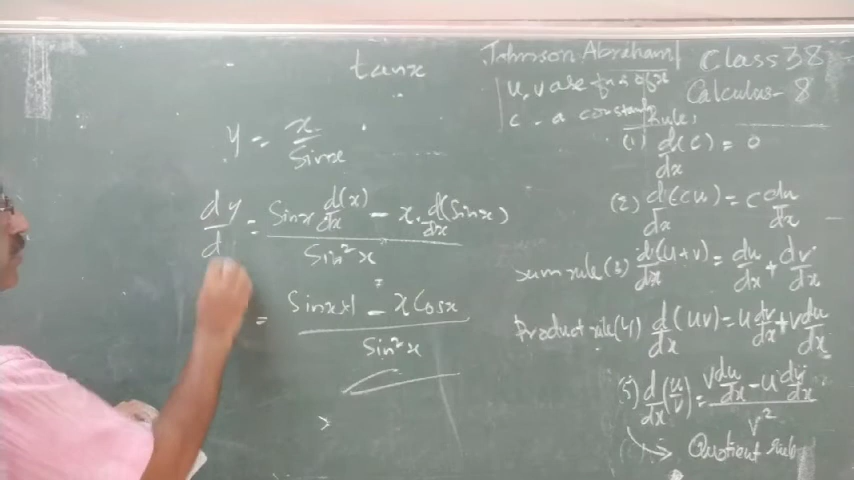 tanx
y = x/Sinx
dy/d = Sinx d(x)/dx - x. d(Sinx)/dx / Sin²x
=
= Sinx x 1 - x Cosx / Sin²x
Johnson Abraham
Class 38
Calculus - 8
u, v are fns of x
c - a constant
Rules
(1) d(c)/dx = 0
(2) d(cu)/dx = c du/dx
sum rule (3) d(u+v)/dx = du/dx + dv/dx
Product rule (4) d/dx (uv) = u dv/dx + v du/dx
(5) d/dx (u/v) = v du/dx - u dv/dx / v²
Quotient rule